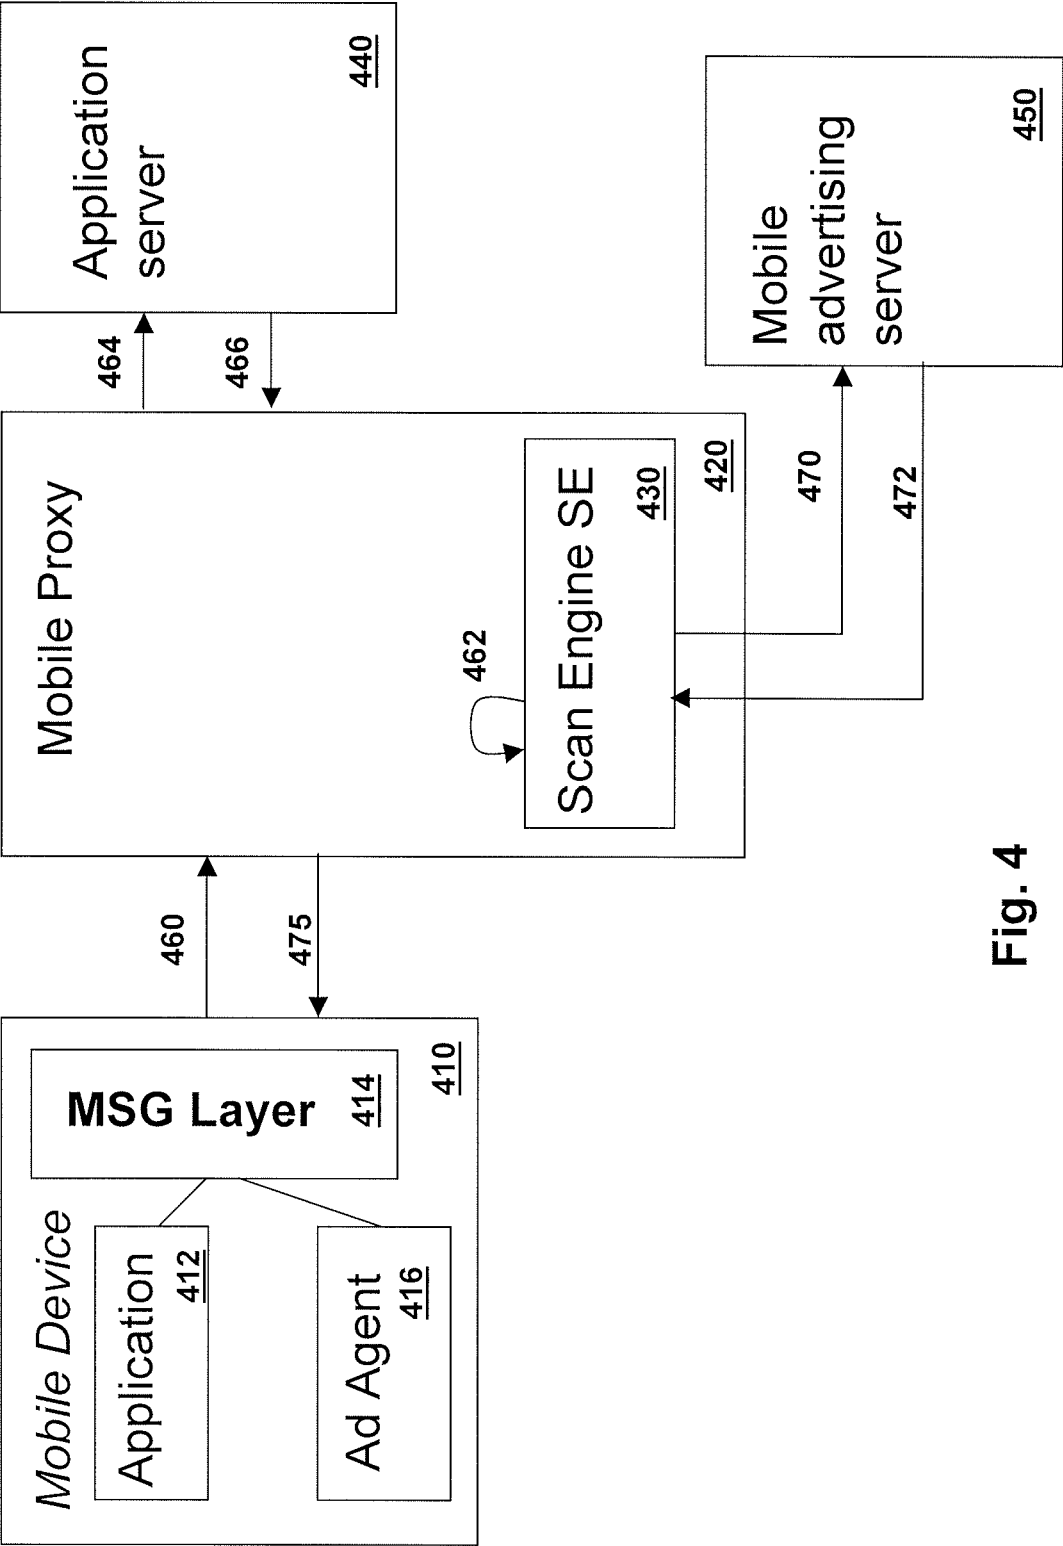 Mobile Device
Application
412
Ad Agent
416
MSG Layer
414
410
460
475
Mobile Proxy
462
Scan Engine SE
430
420
464
466
Application
server
440
470
472
Mobile
advertising
server
450
Fig. 4